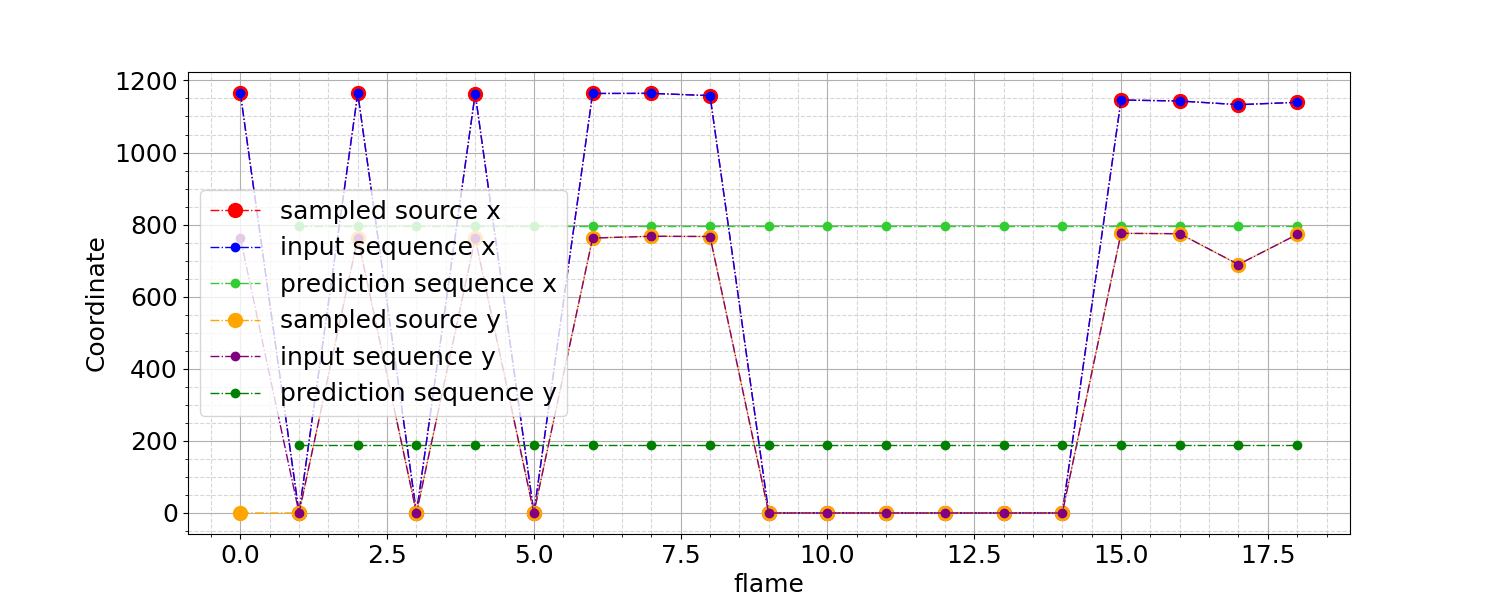 1200
1000
800
600
400
200
0
Coordinate
sampled source x
input sequence x
prediction sequence x
sampled source y
input sequence y
prediction sequence y
0.0 2.5 5.0 7.5 10.0 12.5 15.0 17.5
flame